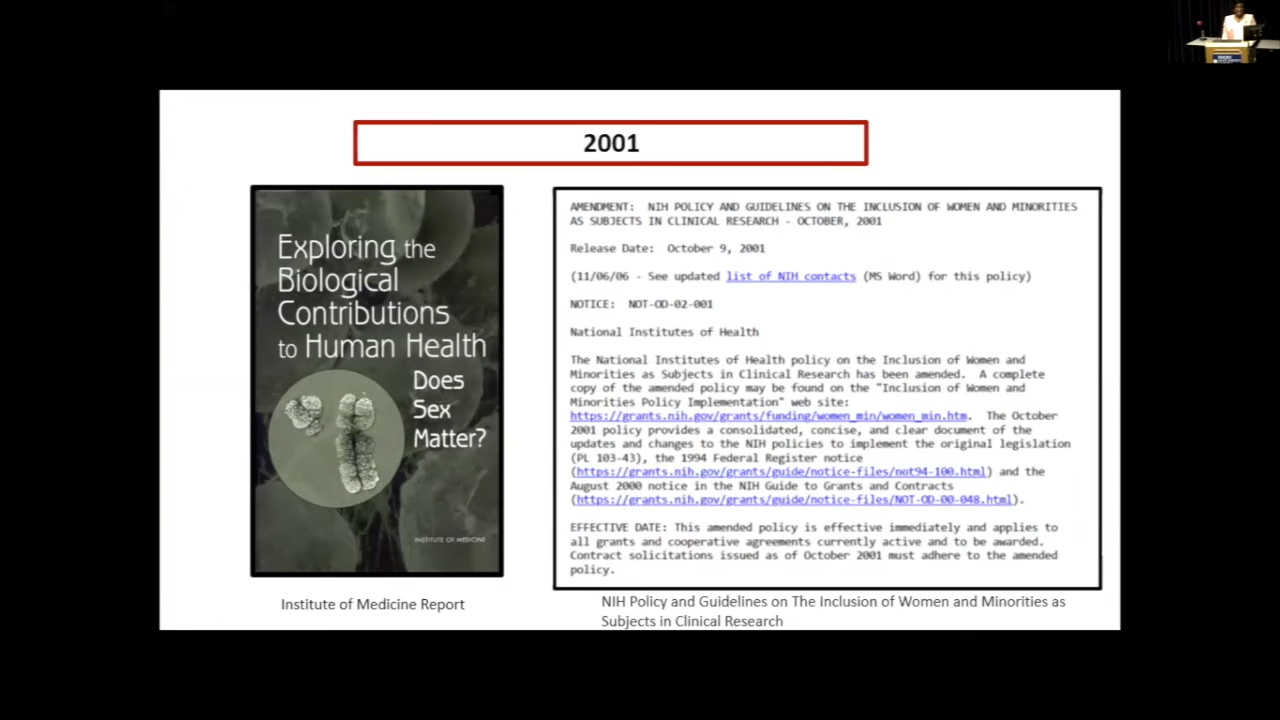 2001
Exploring the
Biological
Contributions
to Human Health
Does
Sex
Matter?
INSTITUTE OF MEDICINE
Institute of Medicine Report
AMENDMENT: NIH POLICY AND GUIDELINES ON THE INCLUSION OF WOMEN AND MINORITIES
AS SUBJECTS IN CLINICAL RESEARCH - OCTOBER, 2001
Release Date: October 9, 2001
(11/06/06 - See updated list of NIH contacts (MS Word) for this policy)
NOTICE: NOT-OD-02-001
National Institutes of Health
The National Institutes of Health policy on the Inclusion of Women and
Minorities as Subjects in Clinical Research has been amended. A complete
copy of the amended policy may be found on the "Inclusion of Women and
Minorities Policy Implementation" web site:
https://grants.nih.gov/grants/funding/women_min/women_min.htm. The October
2001 policy provides a consolidated, concise, and clear document of the
updates and changes to the NIH policies to implement the original legislation
(PL 103-43), the 1994 Federal Register notice
(https://grants.nih.gov/grants/guide/notice-files/not94-100.html) and the
August 2000 notice in the NIH Guide to Grants and Contracts
(https://grants.nih.gov/grants/guide/notice-files/NOT-OD-00-048.html).
EFFECTIVE DATE: This amended policy is effective immediately and applies to
all grants and cooperative agreements currently active and to be awarded.
Contract solicitations issued as of October 2001 must adhere to the amended
policy.
NIH Policy and Guidelines on The Inclusion of Women and Minorities as
Subjects in Clinical Research